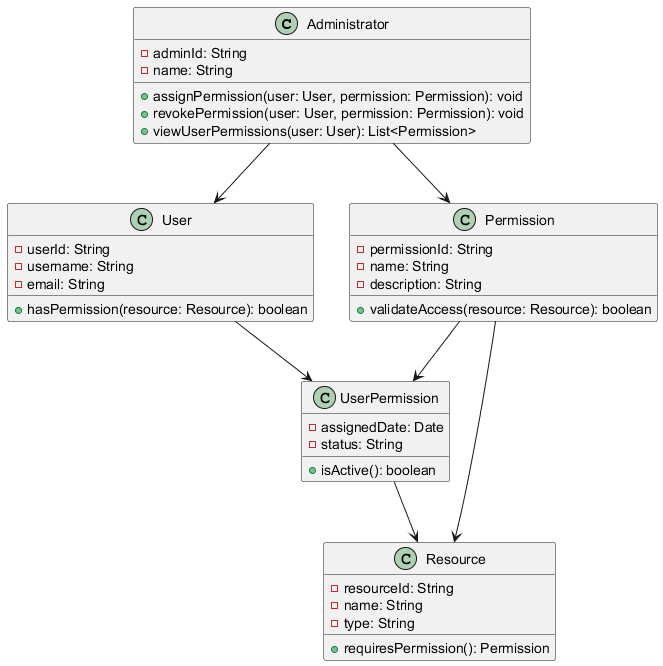 C Administrator
adminId: String
name: String
assignPermission(user: User, permission: Permission): void
revokePermission(user: User, permission: Permission): void
viewUserPermissions(user: User): List<Permission>
C User
userId: String
username: String
email: String
hasPermission(resource: Resource): boolean
C Permission
permissionId: String
name: String
description: String
validateAccess(resource: Resource): boolean
C UserPermission
assignedDate: Date
status: String
isActive(): boolean
C Resource
resourceId: String
name: String
type: String
requiresPermission(): Permission